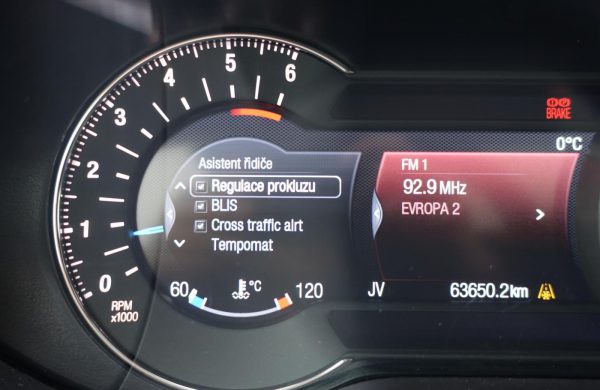 6
5
4
3
2
1
0
RPM
x1000
Asistent řidiče
Regulace prokluzu
BLIS
Cross traffic alrt
Tempomat
60 °C 120
BRAKE
0°C
FM 1
92.9 MHz
EVROPA 2
JV 63650.2km